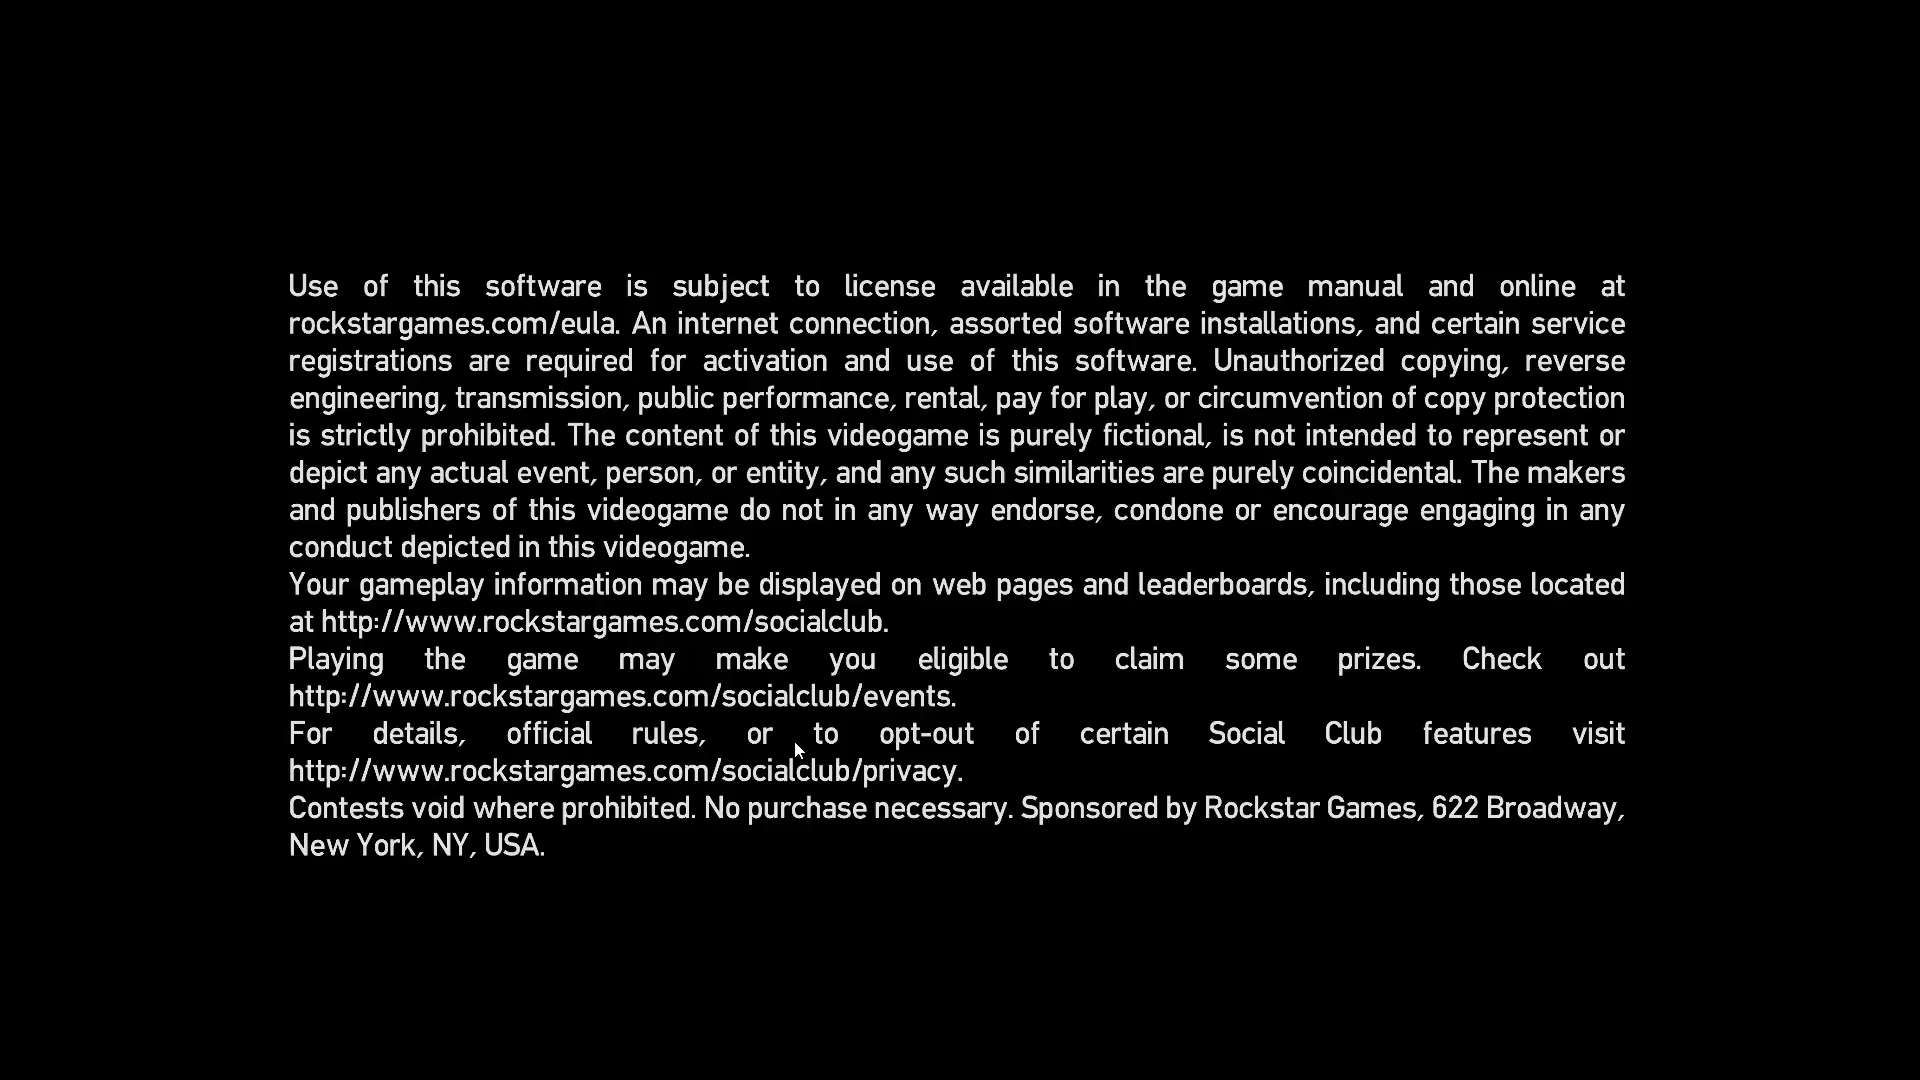 Use of this software is subject to license available in the game manual and online at
rockstargames.com/eula. An internet connection, assorted software installations, and certain service
registrations are required for activation and use of this software. Unauthorized copying, reverse
engineering, transmission, public performance, rental, pay for play, or circumvention of copy protection
is strictly prohibited. The content of this videogame is purely fictional, is not intended to represent or
depict any actual event, person, or entity, and any such similarities are purely coincidental. The makers
and publishers of this videogame do not in any way endorse, condone or encourage engaging in any
conduct depicted in this videogame.
Your gameplay information may be displayed on web pages and leaderboards, including those located
at http://www.rockstargames.com/socialclub.
Playing the game may make you eligible to claim some prizes. Check out
http://www.rockstargames.com/socialclub/events.
For details, official rules, or to opt-out of certain Social Club features visit
http://www.rockstargames.com/socialclub/privacy.
Contests void where prohibited. No purchase necessary. Sponsored by Rockstar Games, 622 Broadway,
New York, NY, USA.